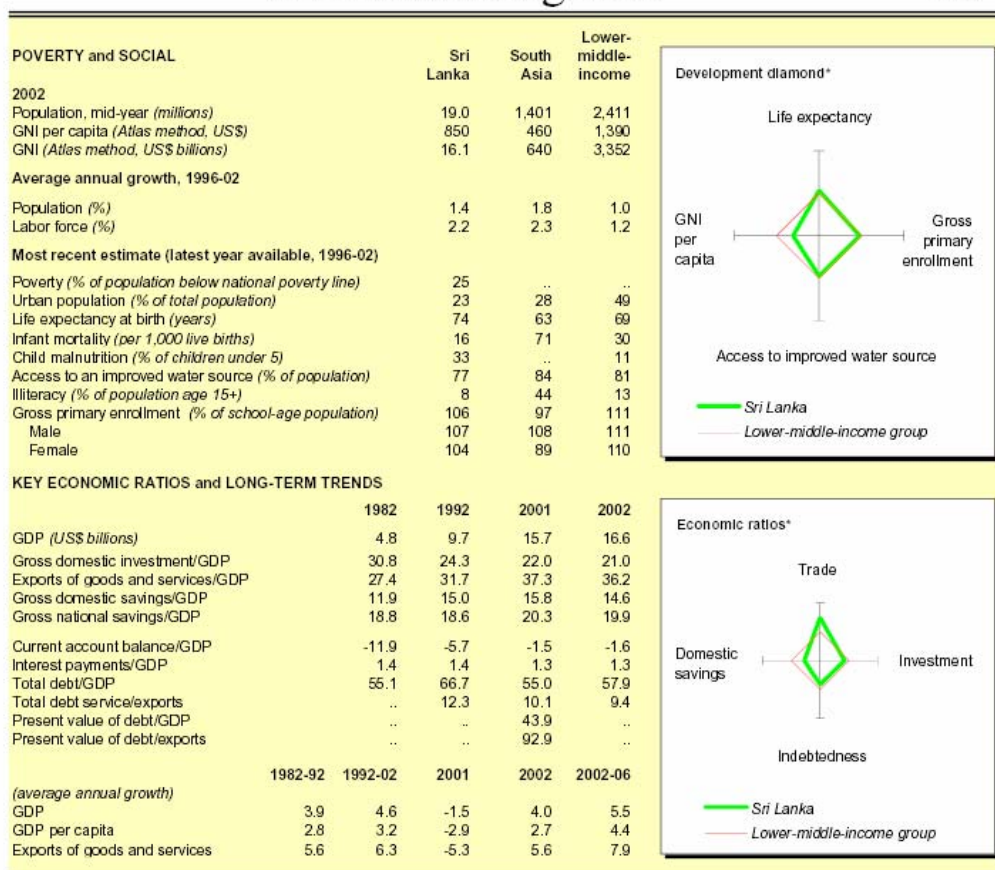 POVERTY and SOCIAL Sri Lanka South Asia Lower-middle-income
2002
Population, mid-year (millions) 19.0 1,401 2,411
GNI per capita (Atlas method, US$) 850 460 1,390
GNI (Atlas method, US$ billions) 16.1 640 3,352
Average annual growth, 1996-02
Population (%) 1.4 1.8 1.0
Labor force (%) 2.2 2.3 1.2
Most recent estimate (latest year available, 1996-02)
Poverty (% of population below national poverty line) 25 .. ..
Urban population (% of total population) 23 28 49
Life expectancy at birth (years) 74 63 69
Infant mortality (per 1,000 live births) 16 71 30
Child malnutrition (% of children under 5) 33 .. 11
Access to an improved water source (% of population) 77 84 81
Illiteracy (% of population age 15+) 8 44 13
Gross primary enrollment (% of school-age population) 106 97 111
Male 107 108 111
Female 104 89 110
Development diamond*
Life expectancy
GNI
per
capita
Gross
primary
enrollment
Access to improved water source
Sri Lanka
Lower-middle-income group
KEY ECONOMIC RATIOS and LONG-TERM TRENDS
1982 1992 2001 2002
GDP (US$ billions) 4.8 9.7 15.7 16.6
Gross domestic investment/GDP 30.8 24.3 22.0 21.0
Exports of goods and services/GDP 27.4 31.7 37.3 36.2
Gross domestic savings/GDP 11.9 15.0 15.8 14.6
Gross national savings/GDP 18.8 18.6 20.3 19.9
Current account balance/GDP -11.9 -5.7 -1.5 -1.6
Interest payments/GDP 1.4 1.4 1.3 1.3
Total debt/GDP 55.1 66.7 55.0 57.9
Total debt service/exports .. 12.3 10.1 9.4
Present value of debt/GDP .. .. 43.9 ..
Present value of debt/exports .. .. 92.9 ..
1982-92 1992-02 2001 2002 2002-06
(average annual growth)
GDP 3.9 4.6 -1.5 4.0 5.5
GDP per capita 2.8 3.2 -2.9 2.7 4.4
Exports of goods and services 5.6 6.3 -5.3 5.6 7.9
Economic ratios*
Trade
Domestic
savings
Investment
Indebtedness
Sri Lanka
Lower-middle-income group